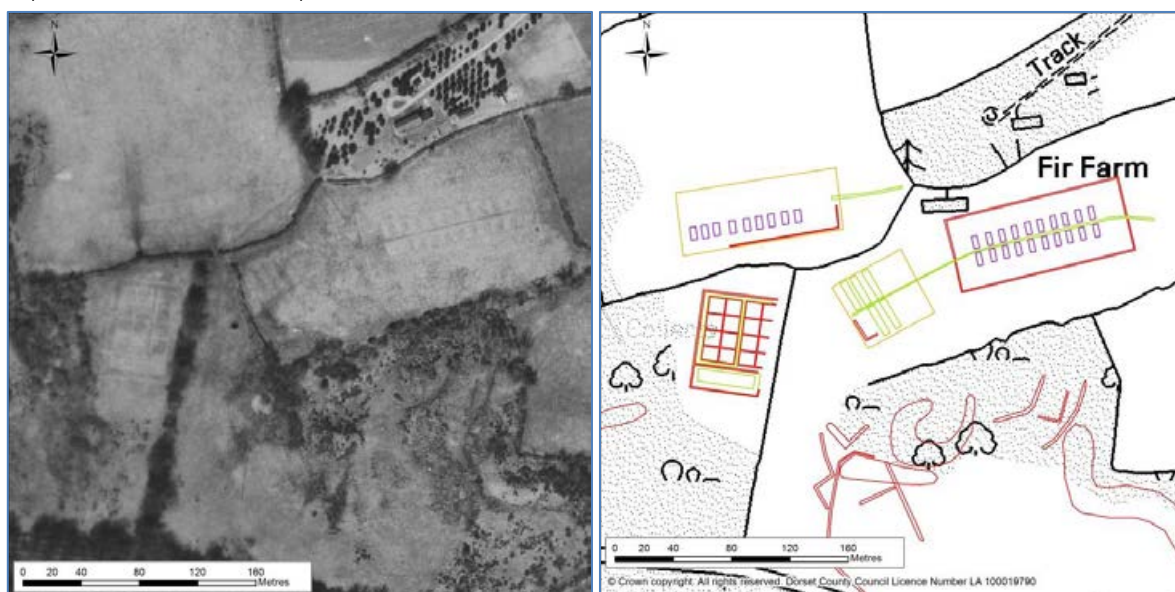 N
0 20 40 80 120 160
Metres
N
Track
Fir Farm
0 20 40 80 120 160
Metres
© Crown copyright. All rights reserved. Dorset County Council Licence Number LA 100019790